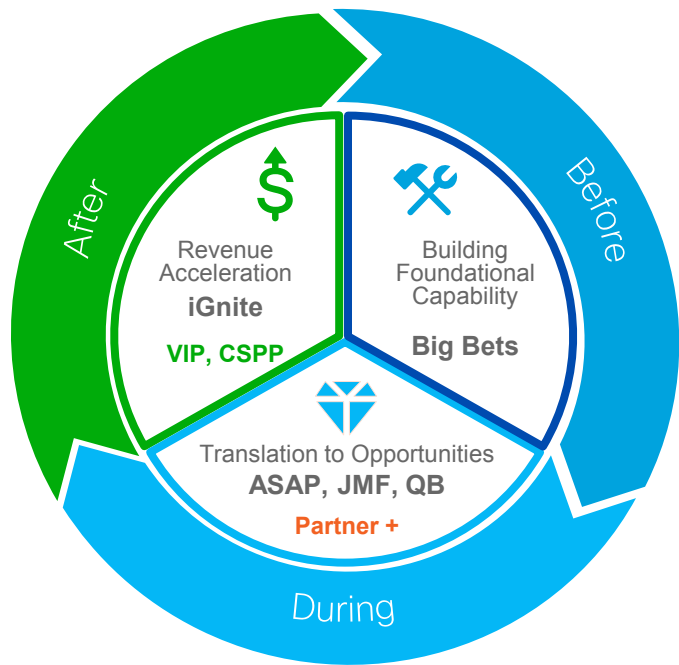 After
Before
Revenue
Acceleration
iGnite
VIP, CSPP
Building
Foundational
Capability
Big Bets
Translation to Opportunities
ASAP, JMF, QB
Partner +
During